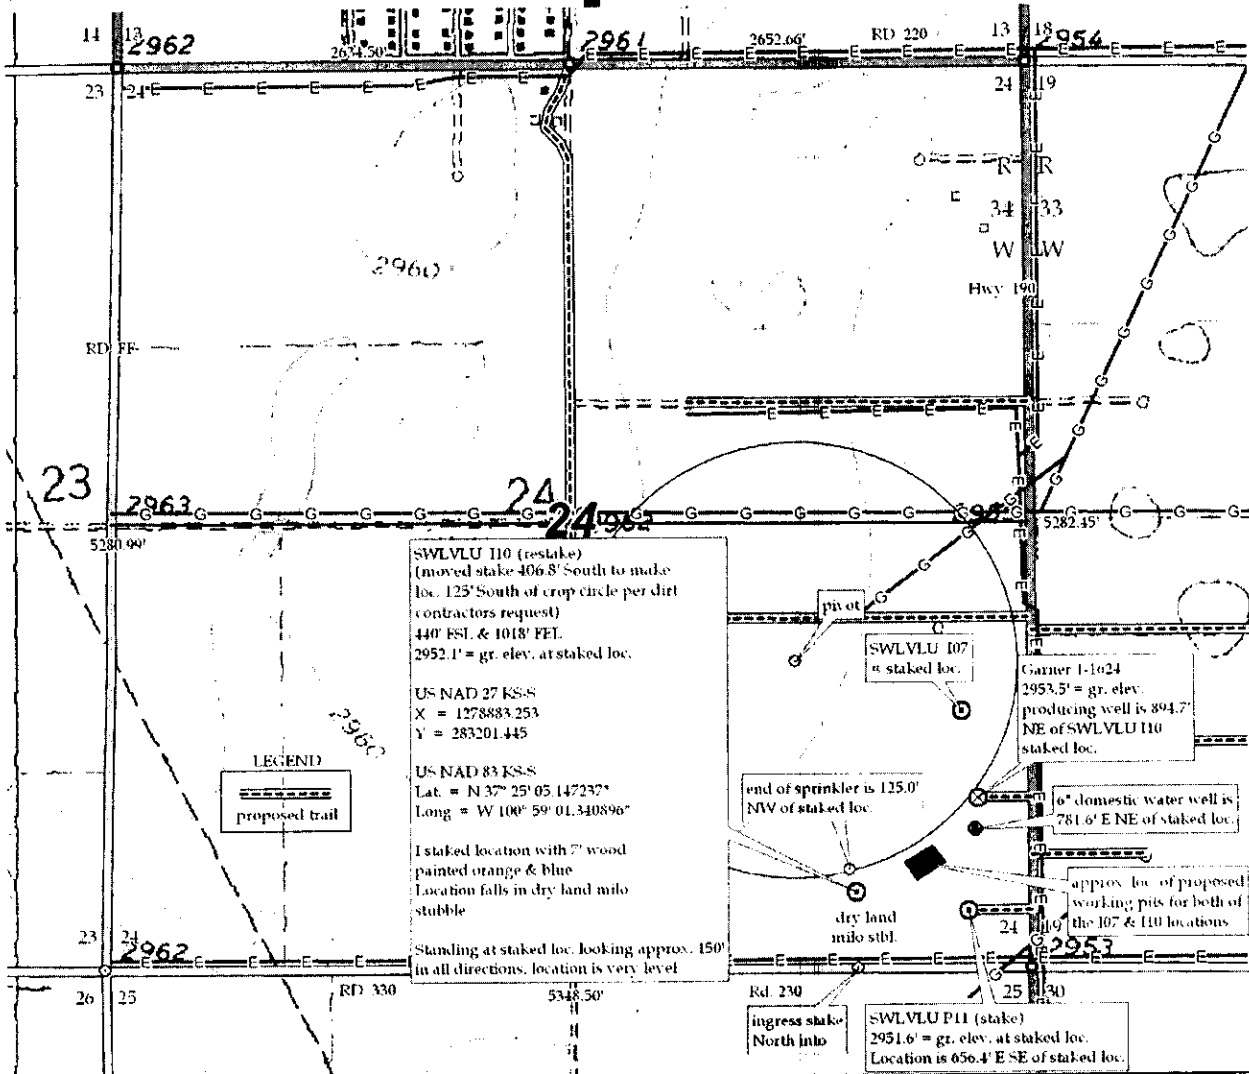 14 13
2962
2634.50'
2961
2652.66'
RD 220
13 18
2954
23 24
24 19
R R
34 33
W W
2960
Hwy 190
RD FF
23
2963
24
24
2962
5280.99'
5282.45'
SWLVLU I10 (restake)
(moved stake 406.8' South to make
loc. 125' South of crop circle per dirt
contractors request)
440' FSL & 1018' FEL
2952.1' = gr. elev. at staked loc.
US NAD 27 KS-S
X = 1278883.253
Y = 283201.445
US NAD 83 KS-S
Lat. = N 37° 25' 05.147237"
Long = W 100° 59' 01.340896"
I staked location with 7' wood
painted orange & blue
Location falls in dry land milo
stubble
Standing at staked loc. looking approx. 150'
in all directions, location is very level
pivot
SWLVLU I07
= staked loc.
Garner 1-1624
2953.5' = gr. elev.
producing well is 894.7'
NE of SWLVLU I10
staked loc.
2960
LEGEND
proposed trail
end of sprinkler is 125.0'
NW of staked loc.
6" domestic water well is
781.6' E NE of staked loc.
approx. loc. of proposed
working pits for both of
the I07 & I10 locations
dry land
milo stbl.
23 24
2962
24 19
2953
26 25
RD 330
5348.50'
Rd. 230
25 30
ingress stake
North into
SWLVLU P11 (stake)
2951.6' = gr. elev. at staked loc.
Location is 656.4' E SE of staked loc.